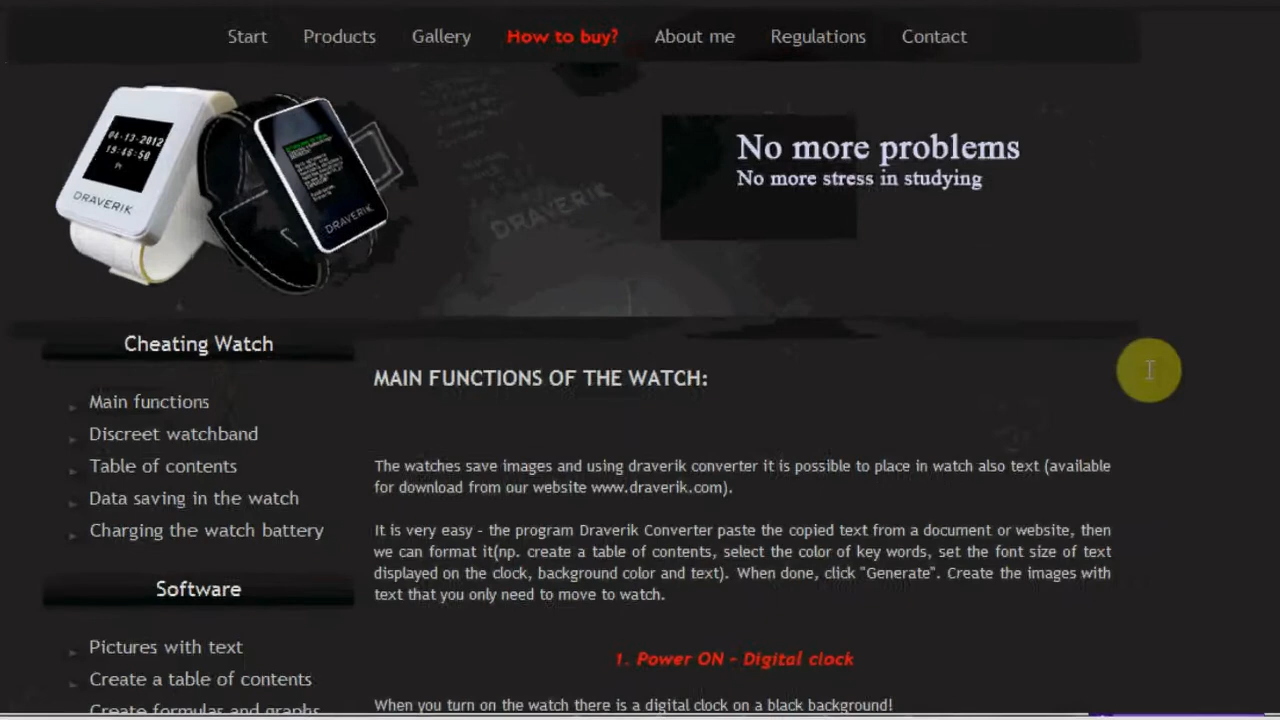 Start Products Gallery How to buy? About me Regulations Contact
04-13-2012
19:46:50
DRAVERIK
DRAVERIK
DRAVERIK
No more problems
No more stress in studying
Cheating Watch
Main functions
Discreet watchband
Table of contents
Data saving in the watch
Charging the watch battery
Software
Pictures with text
Create a table of contents
Create formulas and graphs
MAIN FUNCTIONS OF THE WATCH:
The watches save images and using draverik converter it is possible to place in watch also text (available
for download from our website www.draverik.com).
It is very easy - the program Draverik Converter paste the copied text from a document or website, then
we can format it(np. create a table of contents, select the color of key words, set the font size of text
displayed on the clock, background color and text). When done, click "Generate". Create the images with
text that you only need to move to watch.
1. Power ON - Digital clock
When you turn on the watch there is a digital clock on a black background!